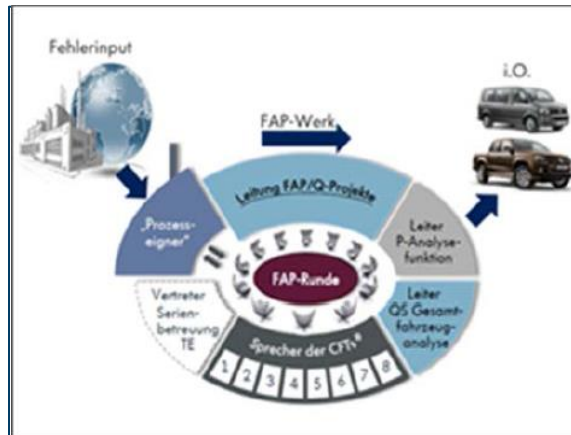 Fehlerinput
i.O.
FAP-Werk
Leitung FAP/Q-Projekte
„Prozess-
eigner“
Leiter
P-Analyse-
funktion
FAP-Runde
Vertreter
Serien-
betreuung
TE
Leiter
QS Gesamt-
fahrzeug-
analyse
Sprecher der CFTs
1 2 3 4 5 6 7 8